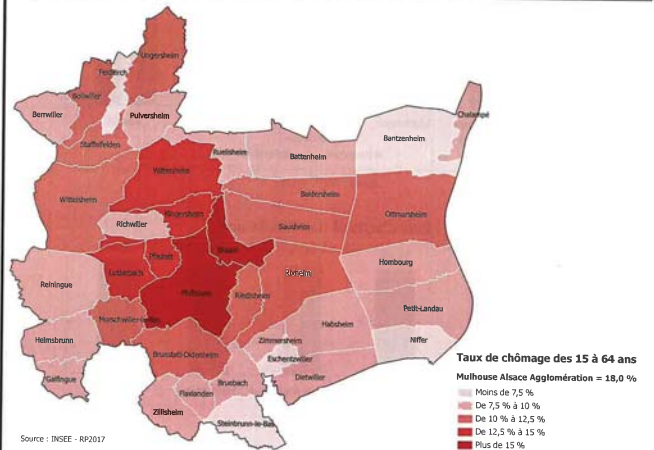 Ungersheim
Feldkirch
Bollwiller
Berrwiller
Pulversheim
Chalampé
Staffelfelden
Bantzenheim
Ruelisheim
Battenheim
Wittenheim
Wittelsheim
Baldersheim
Kingersheim
Ottmarsheim
Richwiller
Sausheim
Illzach
Pfastatt
Hombourg
Lutterbach
Rixheim
Reiningue
Mulhouse
Riedisheim
Petit-Landau
Morschwiller-le-Bas
Habsheim
Heimsbrunn
Zimmersheim
Niffer
Brunstatt-Didenheim
Eschentzwiller
Galfingue
Dietwiller
Bruebach
Flaxlanden
Zillisheim
Steinbrunn-le-Bas
Taux de chômage des 15 à 64 ans
Mulhouse Alsace Agglomération = 18,0 %
Moins de 7,5 %
De 7,5 % à 10 %
De 10 % à 12,5 %
De 12,5 % à 15 %
Plus de 15 %
Source : INSEE - RP2017